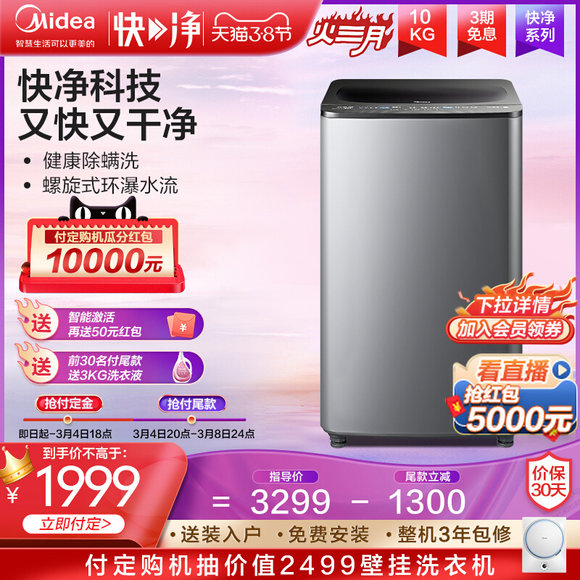 Midea
智慧生活可以更美的
快净
天猫3·8节
火三月
10
KG
3期
免息
快净
系列
快净科技
又快又干净
健康除螨洗
螺旋式环瀑水流
付定购机瓜分红包
10000元
送
智能激活
再送50元红包
送
前30名付尾款
送3KG洗衣液
抢付定金
抢付尾款
即日起-3月4日18点
3月4日20点-3月8日24点
下拉详情
加入会员领券
看直播
抢红包
5000元
到手价不高于:
¥1999
立即付定>
指导价
尾款立减
=3299-1300
价保
30天
送装入户
免费安装
整机3年包修
付定购机抽价值2499壁挂洗衣机